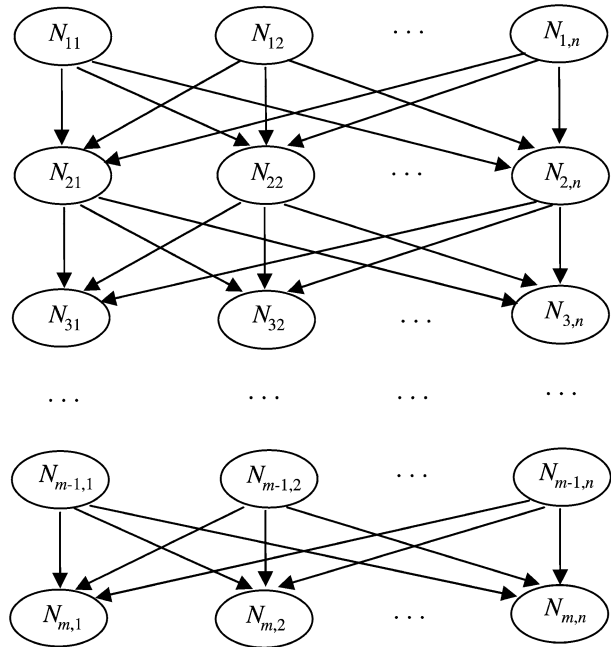 N11 N12 ... N1,n
N21 N22 ... N2,n
N31 N32 ... N3,n
... ... ... ...
Nm-1,1 Nm-1,2 ... Nm-1,n
Nm,1 Nm,2 ... Nm,n